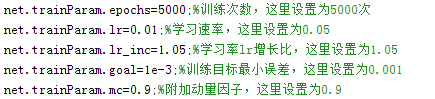 net.trainParam.epochs=5000;%训练次数，这里设置为5000次
net.trainParam.lr=0.01;%学习速率，这里设置为0.05
net.trainParam.lr_inc=1.05;%学习率lr增长比，这里设置为1.05
net.trainParam.goal=1e-3;%训练目标最小误差，这里设置为0.001
net.trainParam.mc=0.9;%附加动量因子，这里设置为0.9